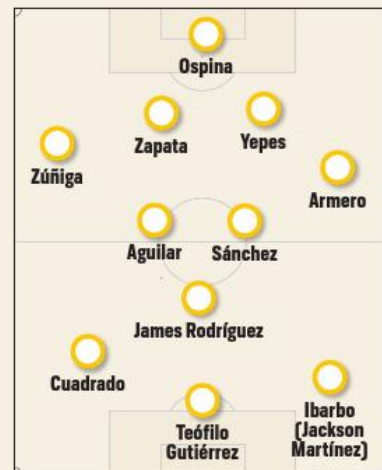 Ospina
Zapata
Yepes
Zúñiga
Armero
Aguilar
Sánchez
James Rodríguez
Cuadrado
Teófilo
Gutiérrez
Ibarbo
(Jackson
Martínez)